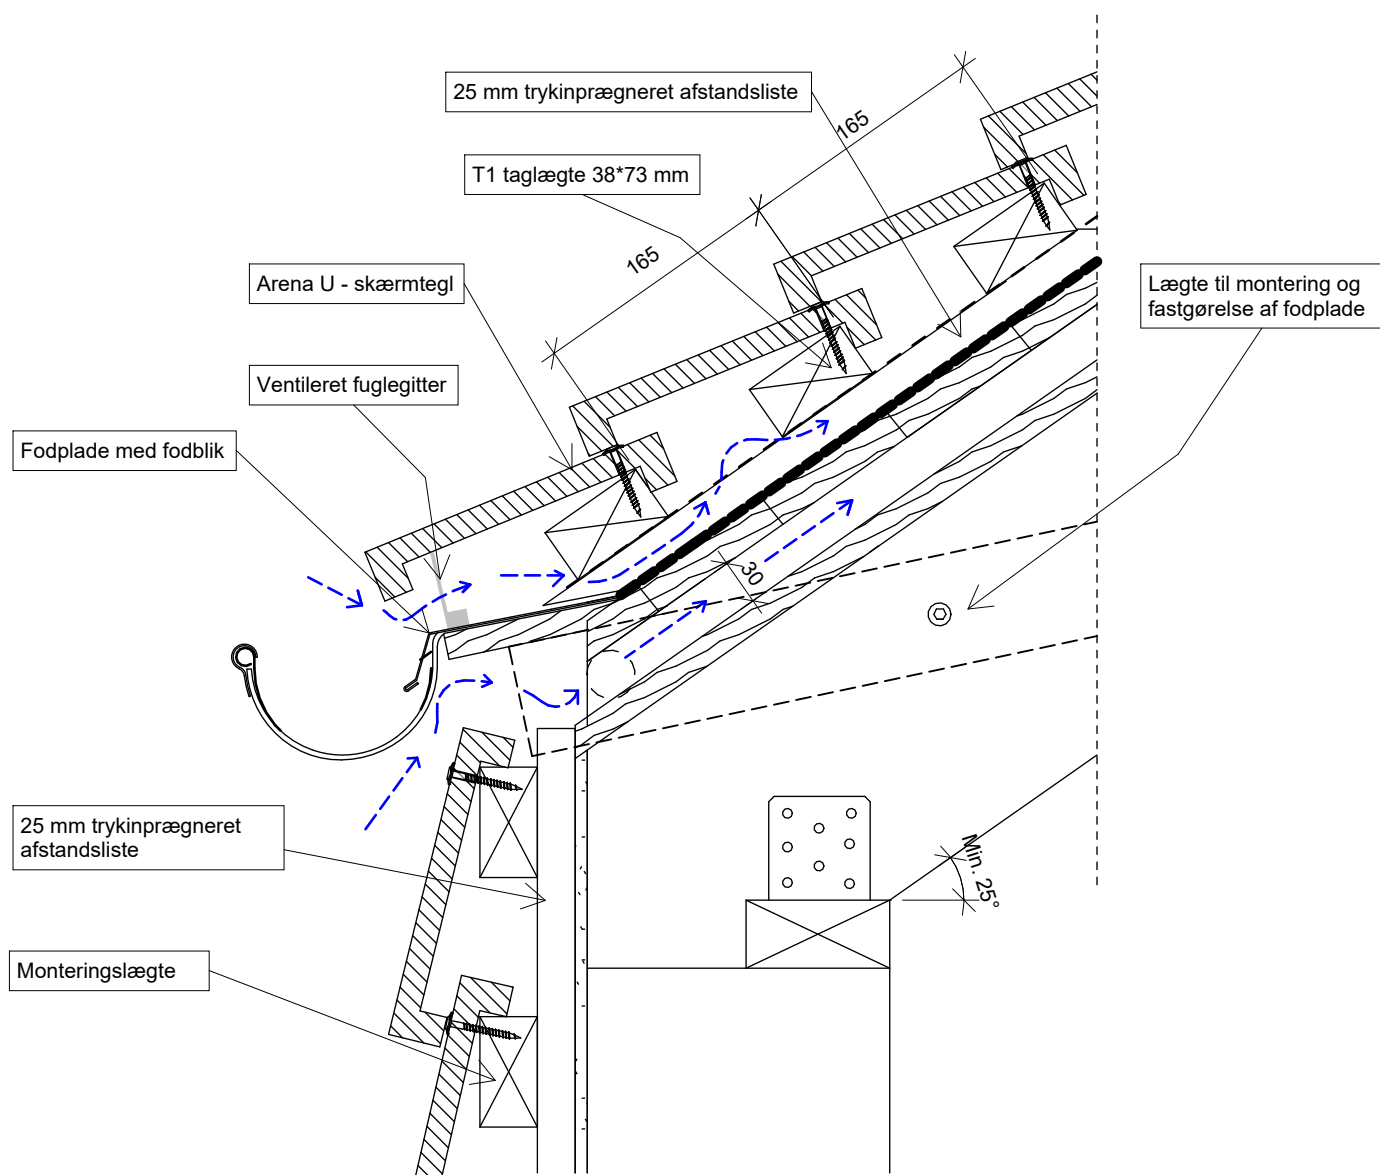 25 mm trykinprægneret afstandsliste
165
T1 taglægte 38*73 mm
165
Arena U - skærmtegl
Lægte til montering og
fastgørelse af fodplade
Ventileret fuglegitter
Fodplade med fodblik
30
25 mm trykinprægneret
afstandsliste
Min. 25°
Monteringslægte